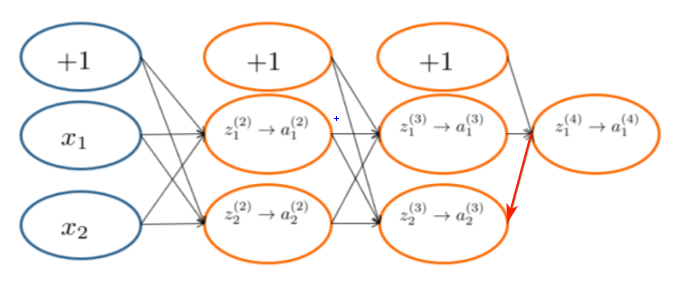 +1
+1
+1
x₁
z₁⁽²⁾ → a₁⁽²⁾
z₁⁽³⁾ → a₁⁽³⁾
z₁⁽⁴⁾ → a₁⁽⁴⁾
x₂
z₂⁽²⁾ → a₂⁽²⁾
z₂⁽³⁾ → a₂⁽³⁾